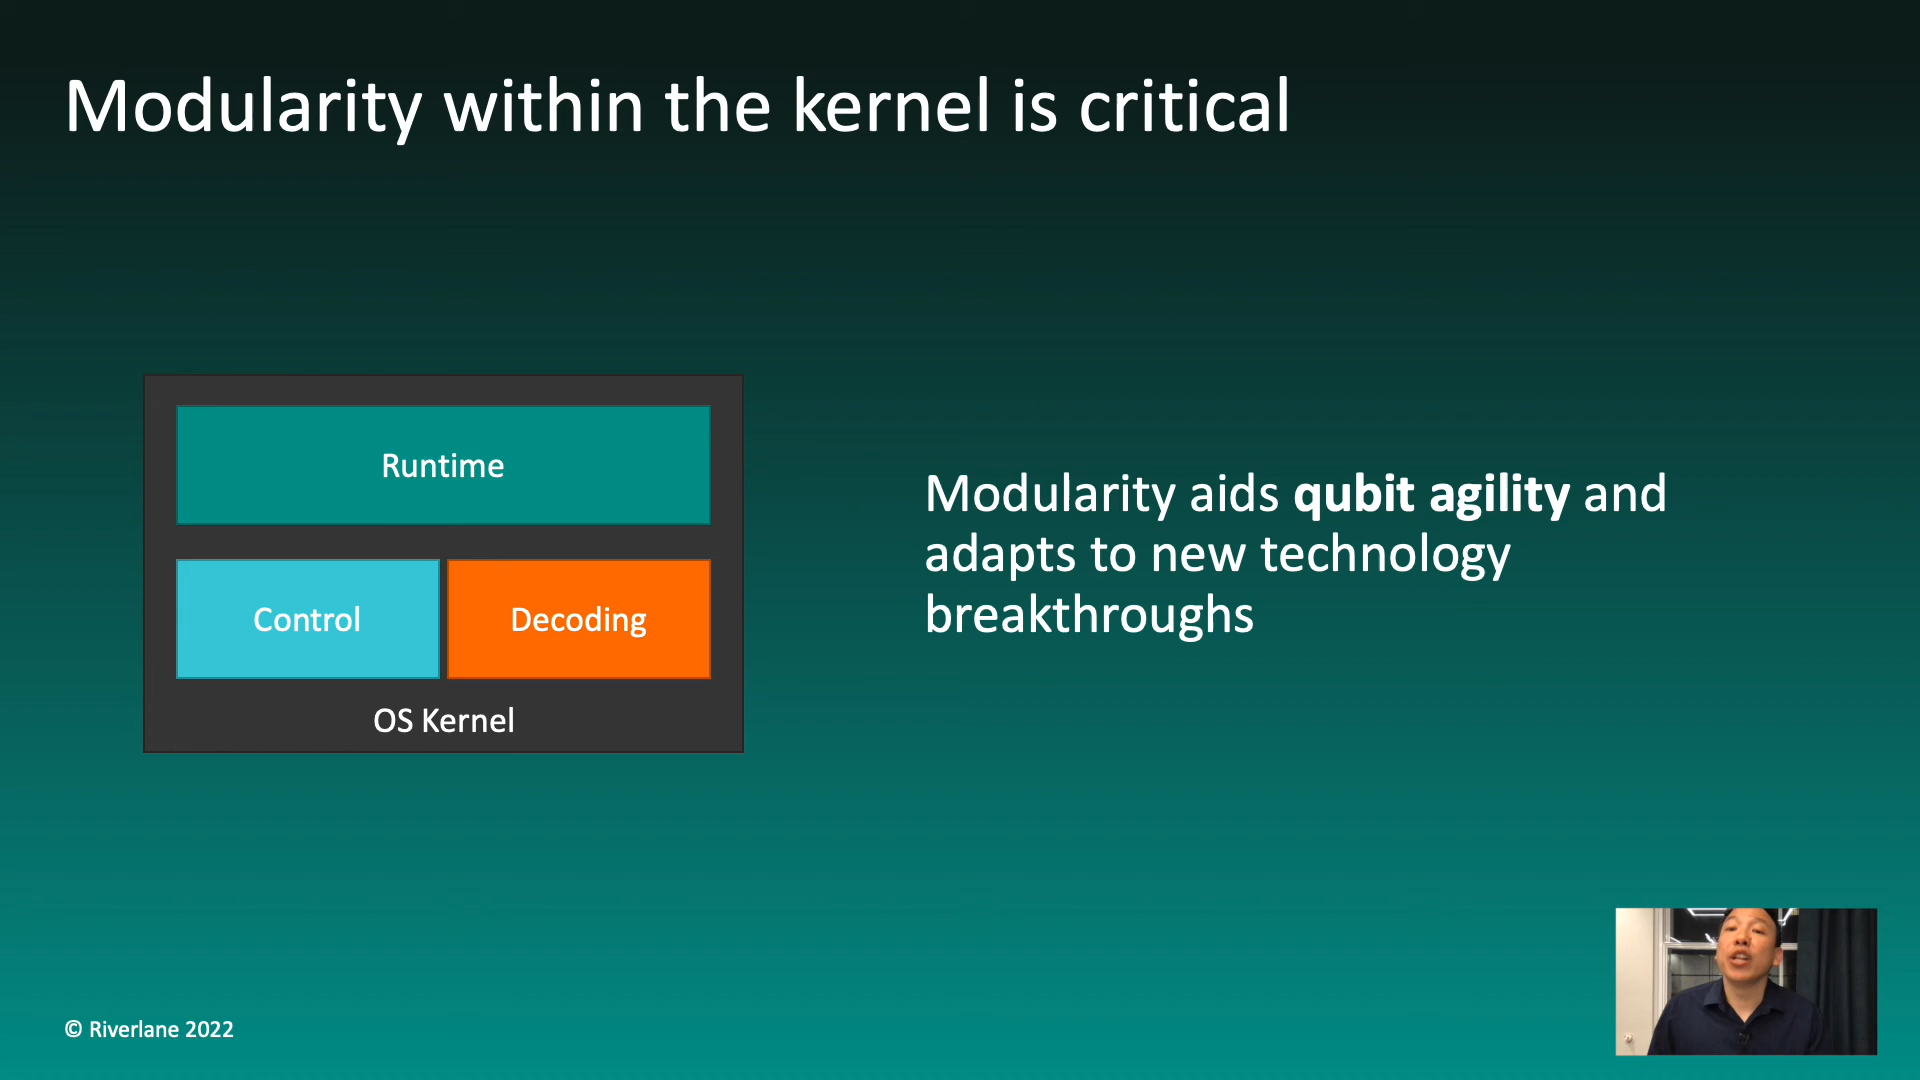 Modularity within the kernel is critical
Runtime
Control
Decoding
OS Kernel
Modularity aids qubit agility and
adapts to new technology
breakthroughs
© Riverlane 2022